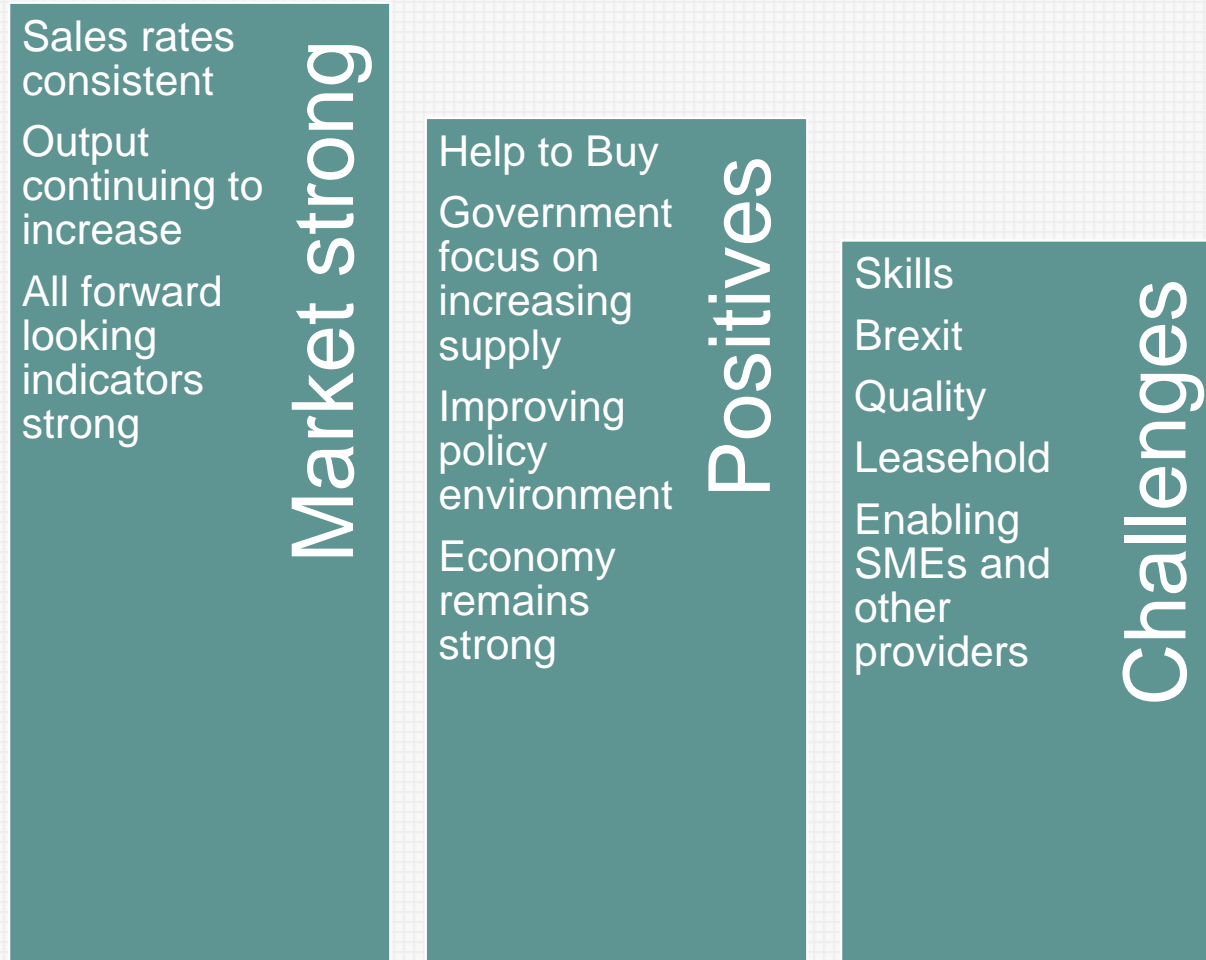 Sales rates
consistent
Output
continuing to
increase
All forward
looking
indicators
strong
Market strong
Help to Buy
Government
focus on
increasing
supply
Improving
policy
environment
Economy
remains
strong
Positives
Skills
Brexit
Quality
Leasehold
Enabling
SMEs and
other
providers
Challenges